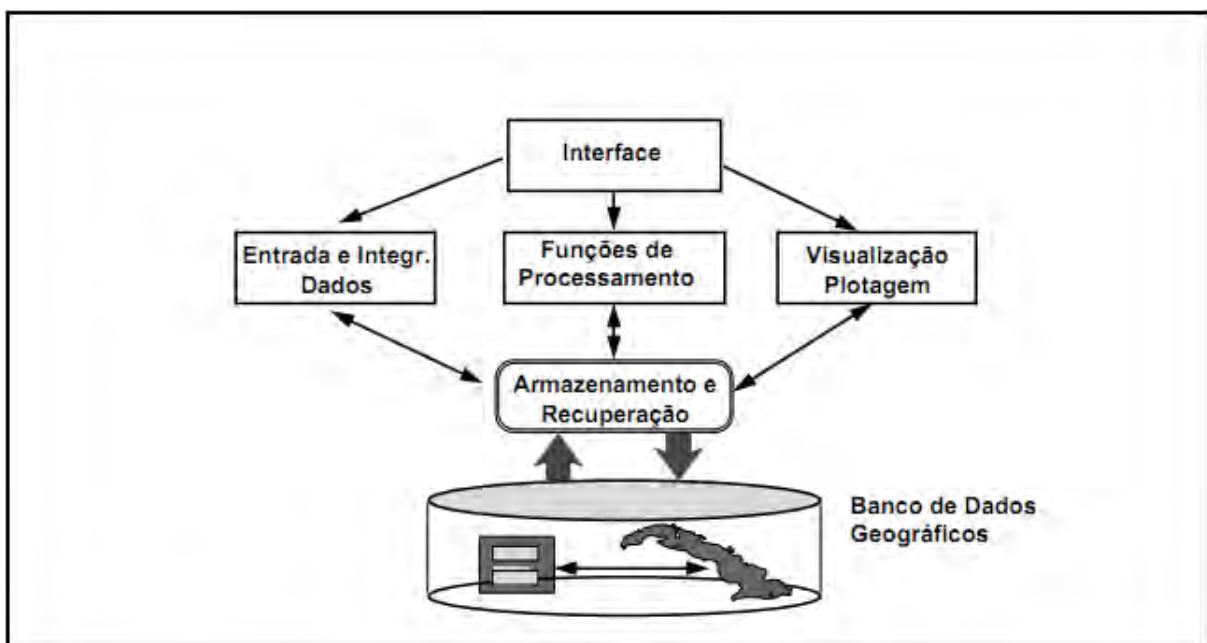 Interface
Entrada e Integr.
Dados
Funções de
Processamento
Visualização
Plotagem
Armazenamento e
Recuperação
Banco de Dados
Geográficos